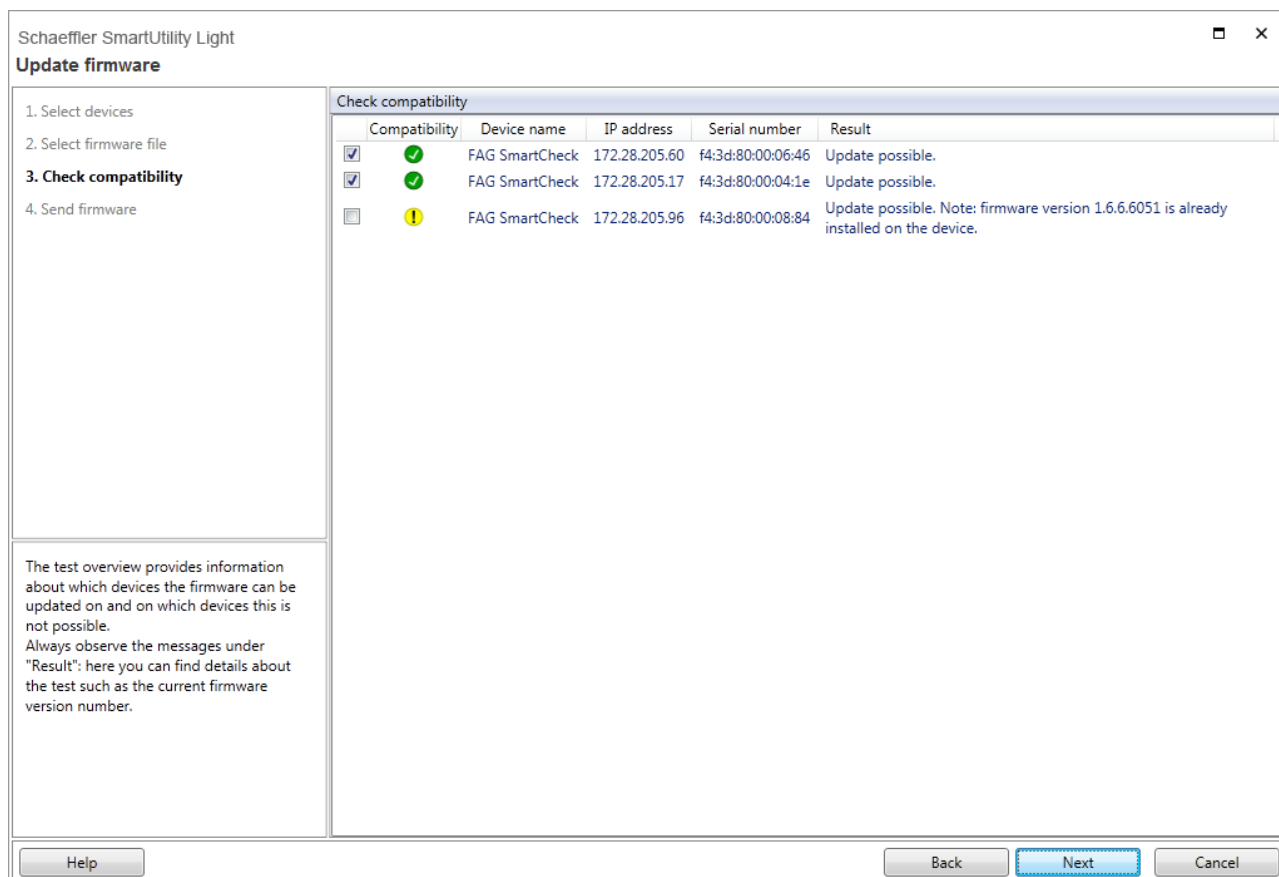 Schaeffler SmartUtility Light
Update firmware
1. Select devices
2. Select firmware file
3. Check compatibility
4. Send firmware
The test overview provides information
about which devices the firmware can be
updated on and on which devices this is
not possible.
Always observe the messages under
"Result": here you can find details about
the test such as the current firmware
version number.
Check compatibility
Compatibility Device name IP address Serial number Result
FAG SmartCheck 172.28.205.60 f4:3d:80:00:06:46 Update possible.
FAG SmartCheck 172.28.205.17 f4:3d:80:00:04:1e Update possible.
FAG SmartCheck 172.28.205.96 f4:3d:80:00:08:84 Update possible. Note: firmware version 1.6.6.6051 is already
installed on the device.
Help Back Next Cancel